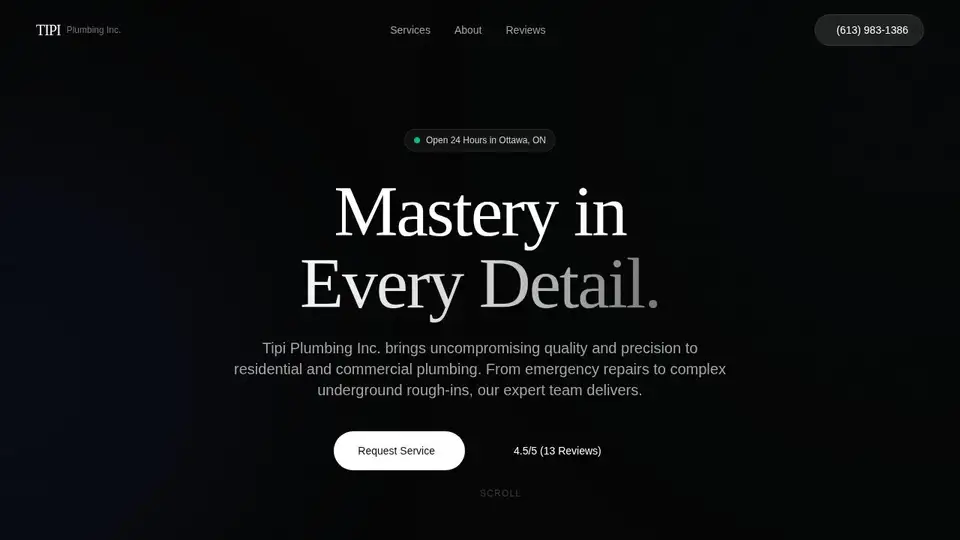 TIPI Plumbing Inc.
Services About Reviews
(613) 983-1386
Open 24 Hours in Ottawa, ON
Mastery in
Every Detail.
Tipi Plumbing Inc. brings uncompromising quality and precision to
residential and commercial plumbing. From emergency repairs to complex
underground rough-ins, our expert team delivers.
Request Service
4.5/5 (13 Reviews)
SCROLL